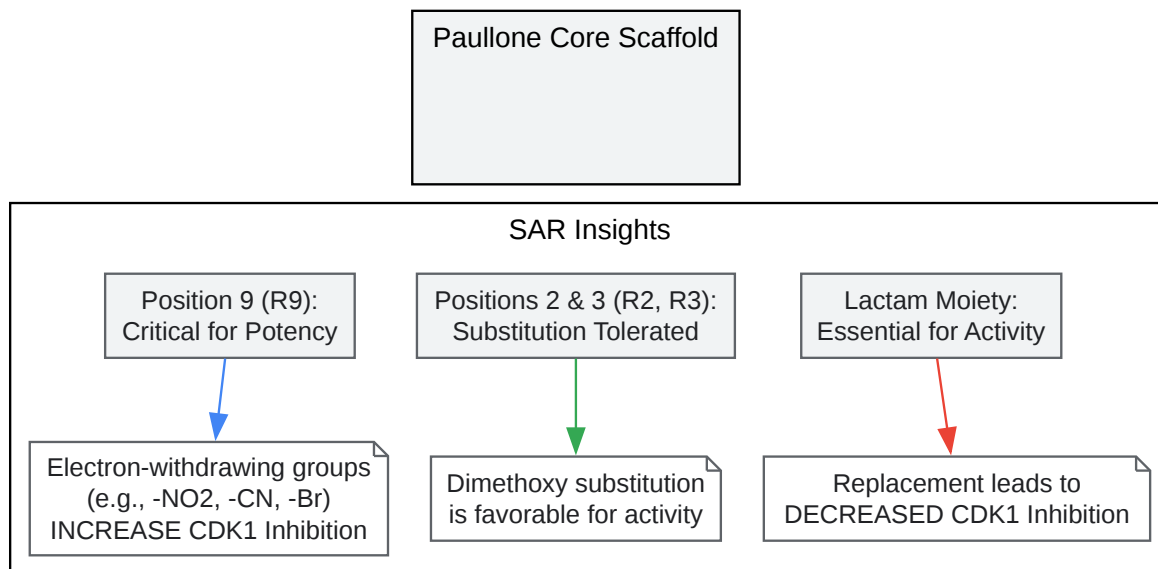 Paullone Core Scaffold
SAR Insights
Position 9 (R9):
Critical for Potency
Positions 2 & 3 (R2, R3):
Substitution Tolerated
Lactam Moiety:
Essential for Activity
Electron-withdrawing groups
(e.g., -NO2, -CN, -Br)
INCREASE CDK1 Inhibition
Dimethoxy substitution
is favorable for activity
Replacement leads to
DECREASED CDK1 Inhibition